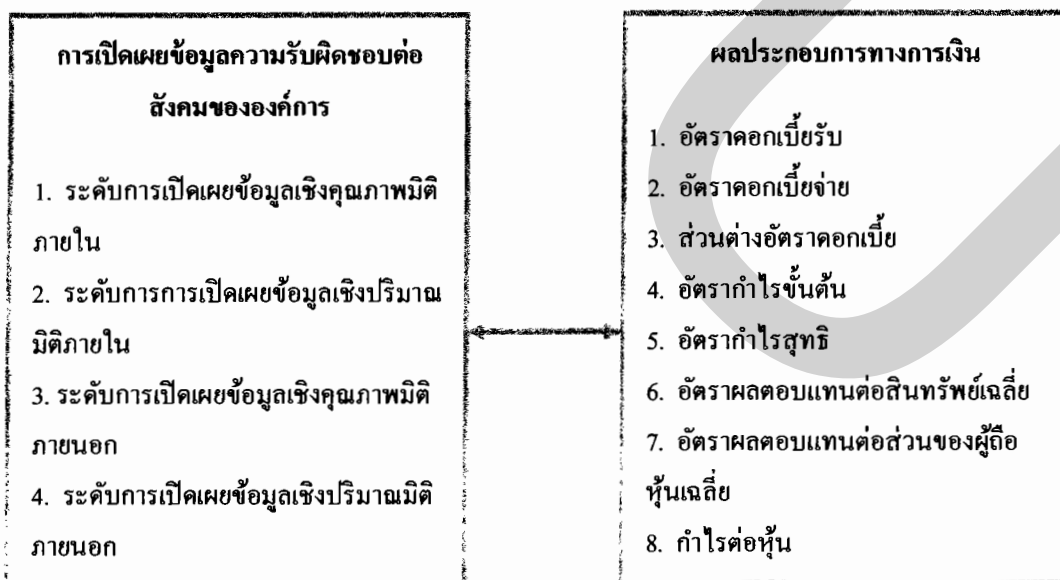 การเปิดเผยข้อมูลความรับผิดชอบต่อ
สังคมขององค์การ
1. ระดับการเปิดเผยข้อมูลเชิงคุณภาพมิติ
ภายใน
2. ระดับการการเปิดเผยข้อมูลเชิงปริมาณ
มิติภายใน
3. ระดับการเปิดเผยข้อมูลเชิงคุณภาพมิติ
ภายนอก
4. ระดับการเปิดเผยข้อมูลเชิงปริมาณมิติ
ภายนอก
ผลประกอบการทางการเงิน
1. อัตราดอกเบี้ยรับ
2. อัตราดอกเบี้ยจ่าย
3. ส่วนต่างอัตราดอกเบี้ย
4. อัตรากำไรขั้นต้น
5. อัตรากำไรสุทธิ
6. อัตราผลตอบแทนต่อสินทรัพย์เฉลี่ย
7. อัตราผลตอบแทนต่อส่วนของผู้ถือ
หุ้นเฉลี่ย
8. กำไรต่อหุ้น